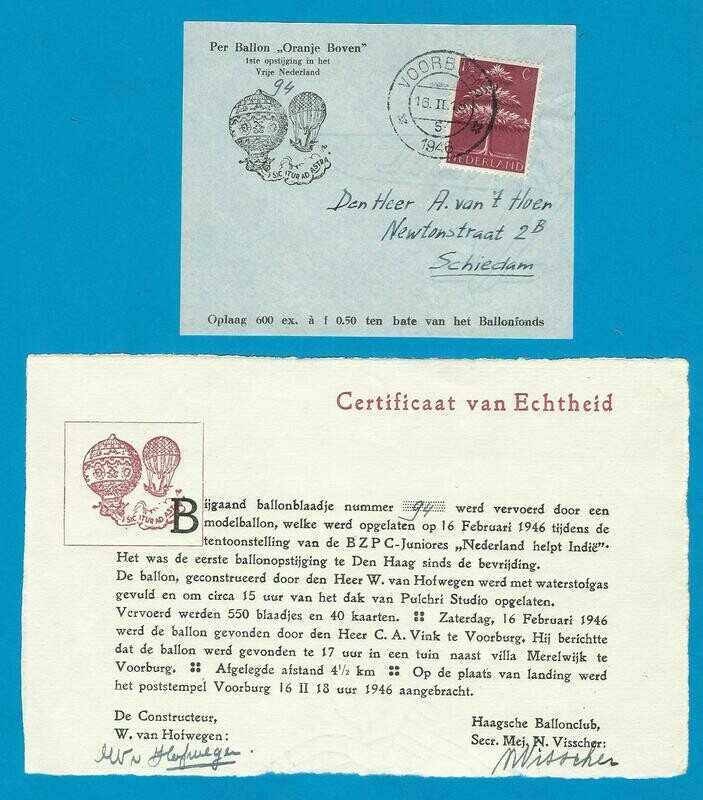 Per Ballon „Oranje Boven”
1ste opstijging in het
Vrije Nederland
94
SIC ITUR AD ASTRA
VOORBURG
16.II.18
S
1946
1½ C
NEDERLAND
Den Heer A. van 't Hoen
Newtonstraat 2B
Schiedam
Oplaag 600 ex. à f 0.50 ten bate van het Ballonfonds
Certificaat van Echtheid
SIC ITUR AD ASTRA
Bijgaand ballonblaadje nummer 94 werd vervoerd door een
modelballon, welke werd opgelaten op 16 Februari 1946 tijdens de
tentoonstelling van de BZPC-Juniores „Nederland helpt Indië”.
Het was de eerste ballonopstijging te Den Haag sinds de bevrijding.
De ballon, geconstrueerd door den Heer W. van Hofwegen werd met waterstofgas
gevuld en om circa 15 uur van het dak van Pulchri Studio opgelaten.
Vervoerd werden 550 blaadjes en 40 kaarten. Zaterdag, 16 Februari 1946
werd de ballon gevonden door den Heer C. A. Vink te Voorburg. Hij berichtte
dat de ballon werd gevonden te 17 uur in een tuin naast villa Merelwijk te
Voorburg. Afgelegde afstand 4½ km Op de plaats van landing werd
het poststempel Voorburg 16 II 18 uur 1946 aangebracht.
De Constructeur,
W. van Hofwegen:
WvHofwegen.
Haagsche Ballonclub,
Secr. Mej. N. Visscher:
NVisscher